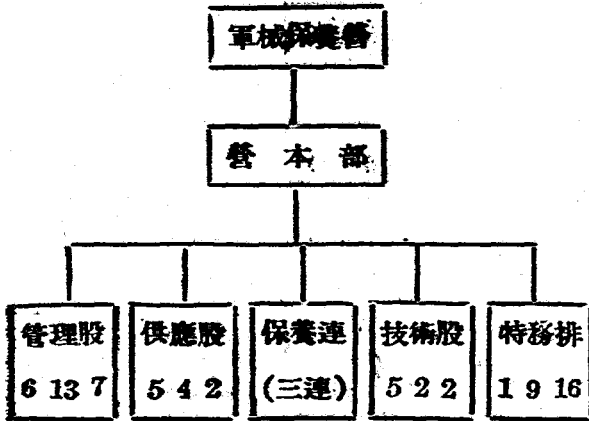 軍械保養營
營本部
管理股
6 13 7
供應股
5 4 2
保養連
(三連)
技術股
5 2 2
特務排
1 9 16